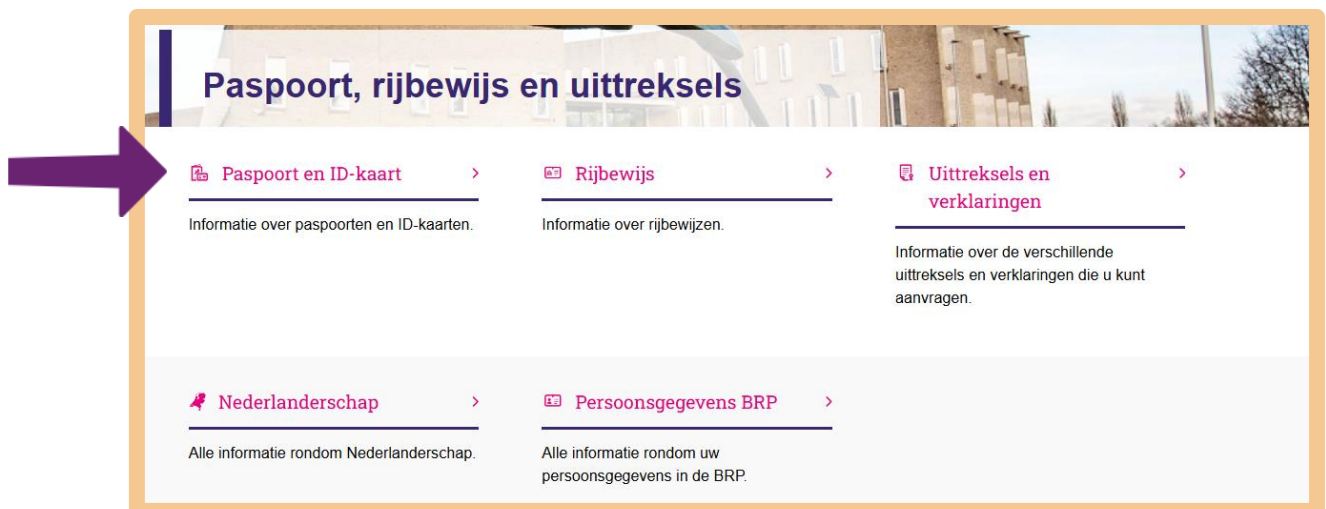 Paspoort, rijbewijs en uittreksels
Paspoort en ID-kaart
Informatie over paspoorten en ID-kaarten.
Rijbewijs
Informatie over rijbewijzen.
Uittreksels en
verklaringen
Informatie over de verschillende
uittreksels en verklaringen die u kunt
aanvragen.
Nederlanderschap
Alle informatie rondom Nederlanderschap.
Persoonsgegevens BRP
Alle informatie rondom uw
persoonsgegevens in de BRP.